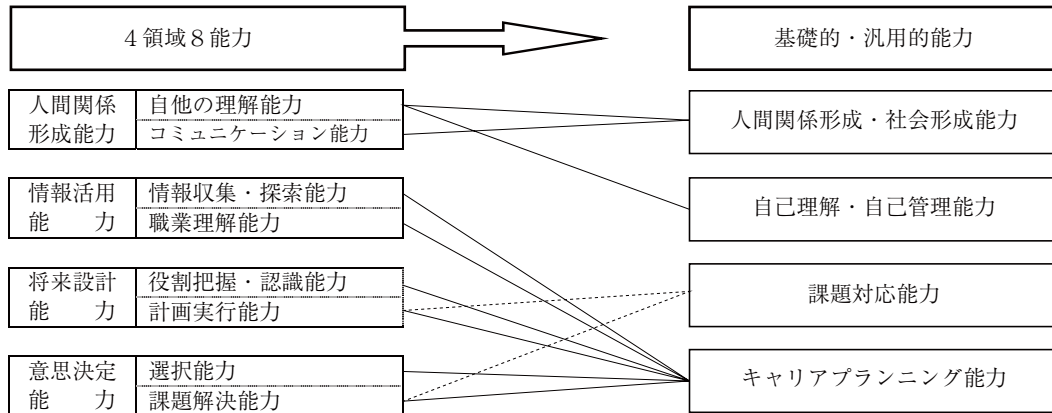 ４領域８能力
基礎的・汎用的能力
人間関係
形成能力
自他の理解能力
コミュニケーション能力
人間関係形成・社会形成能力
情報活用
能　　力
情報収集・探索能力
職業理解能力
自己理解・自己管理能力
将来設計
能　　力
役割把握・認識能力
計画実行能力
課題対応能力
意思決定
能　　力
選択能力
課題解決能力
キャリアプランニング能力